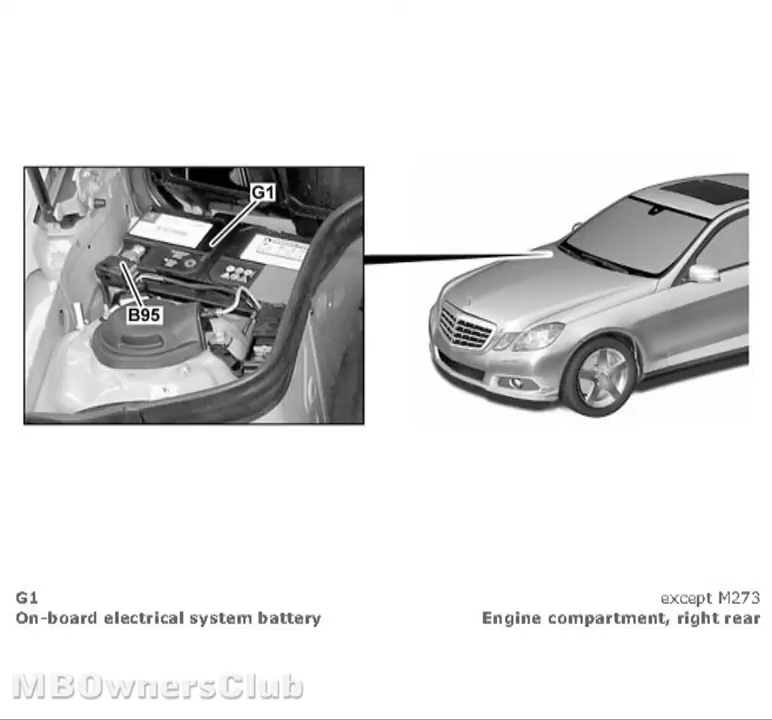 G1
B95
G1
On-board electrical system battery
except M273
Engine compartment, right rear
MBOwnersClub